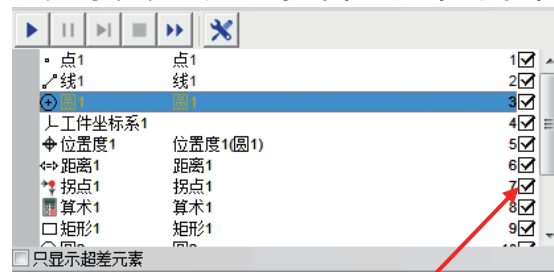 点1 点1 1
线1 线1 2
圆1 圆1 3
工件坐标系1 4
位置度1 位置度1(圆1) 5
距离1 距离1 6
拐点1 拐点1 7
算术1 算术1 8
矩形1 矩形1 9
只显示超差元素